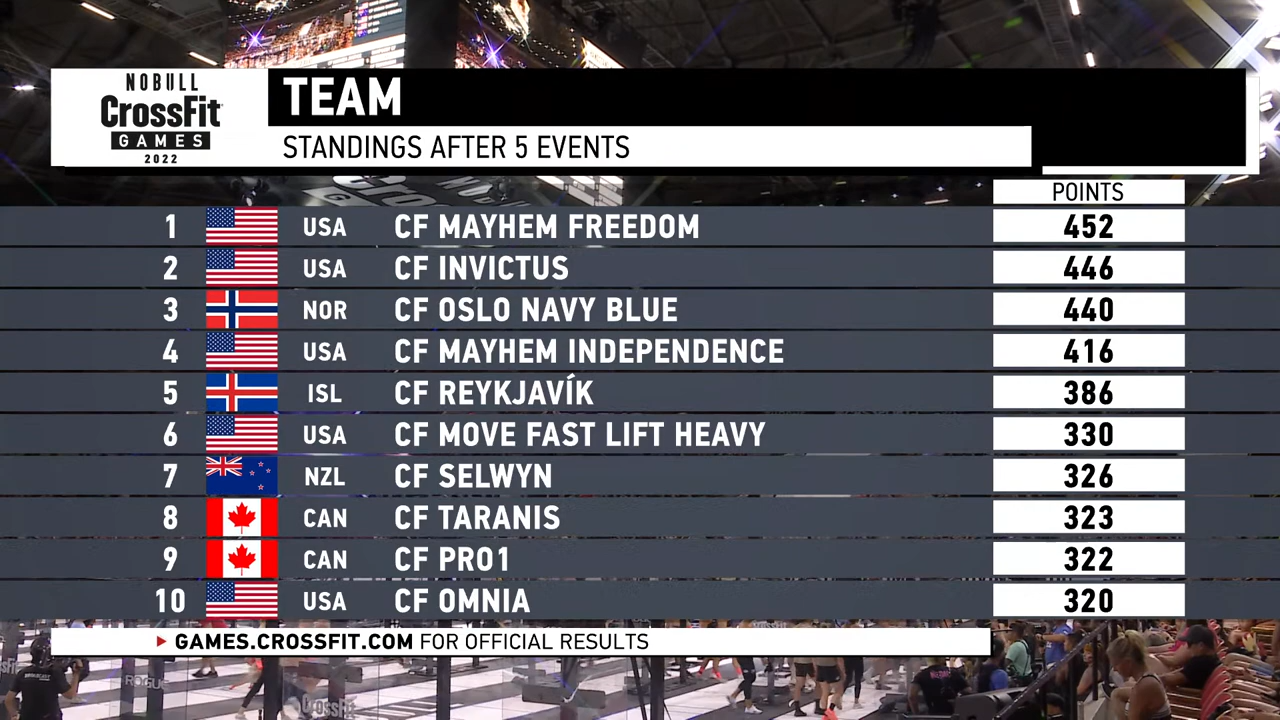 NOBULL
CrossFit
GAMES
2022
TEAM
STANDINGS AFTER 5 EVENTS
POINTS
1 USA CF MAYHEM FREEDOM 452
2 USA CF INVICTUS 446
3 NOR CF OSLO NAVY BLUE 440
4 USA CF MAYHEM INDEPENDENCE 416
5 ISL CF REYKJAVÍK 386
6 USA CF MOVE FAST LIFT HEAVY 330
7 NZL CF SELWYN 326
8 CAN CF TARANIS 323
9 CAN CF PRO1 322
10 USA CF OMNIA 320
GAMES.CROSSFIT.COM FOR OFFICIAL RESULTS
ROGUE
CrossFit